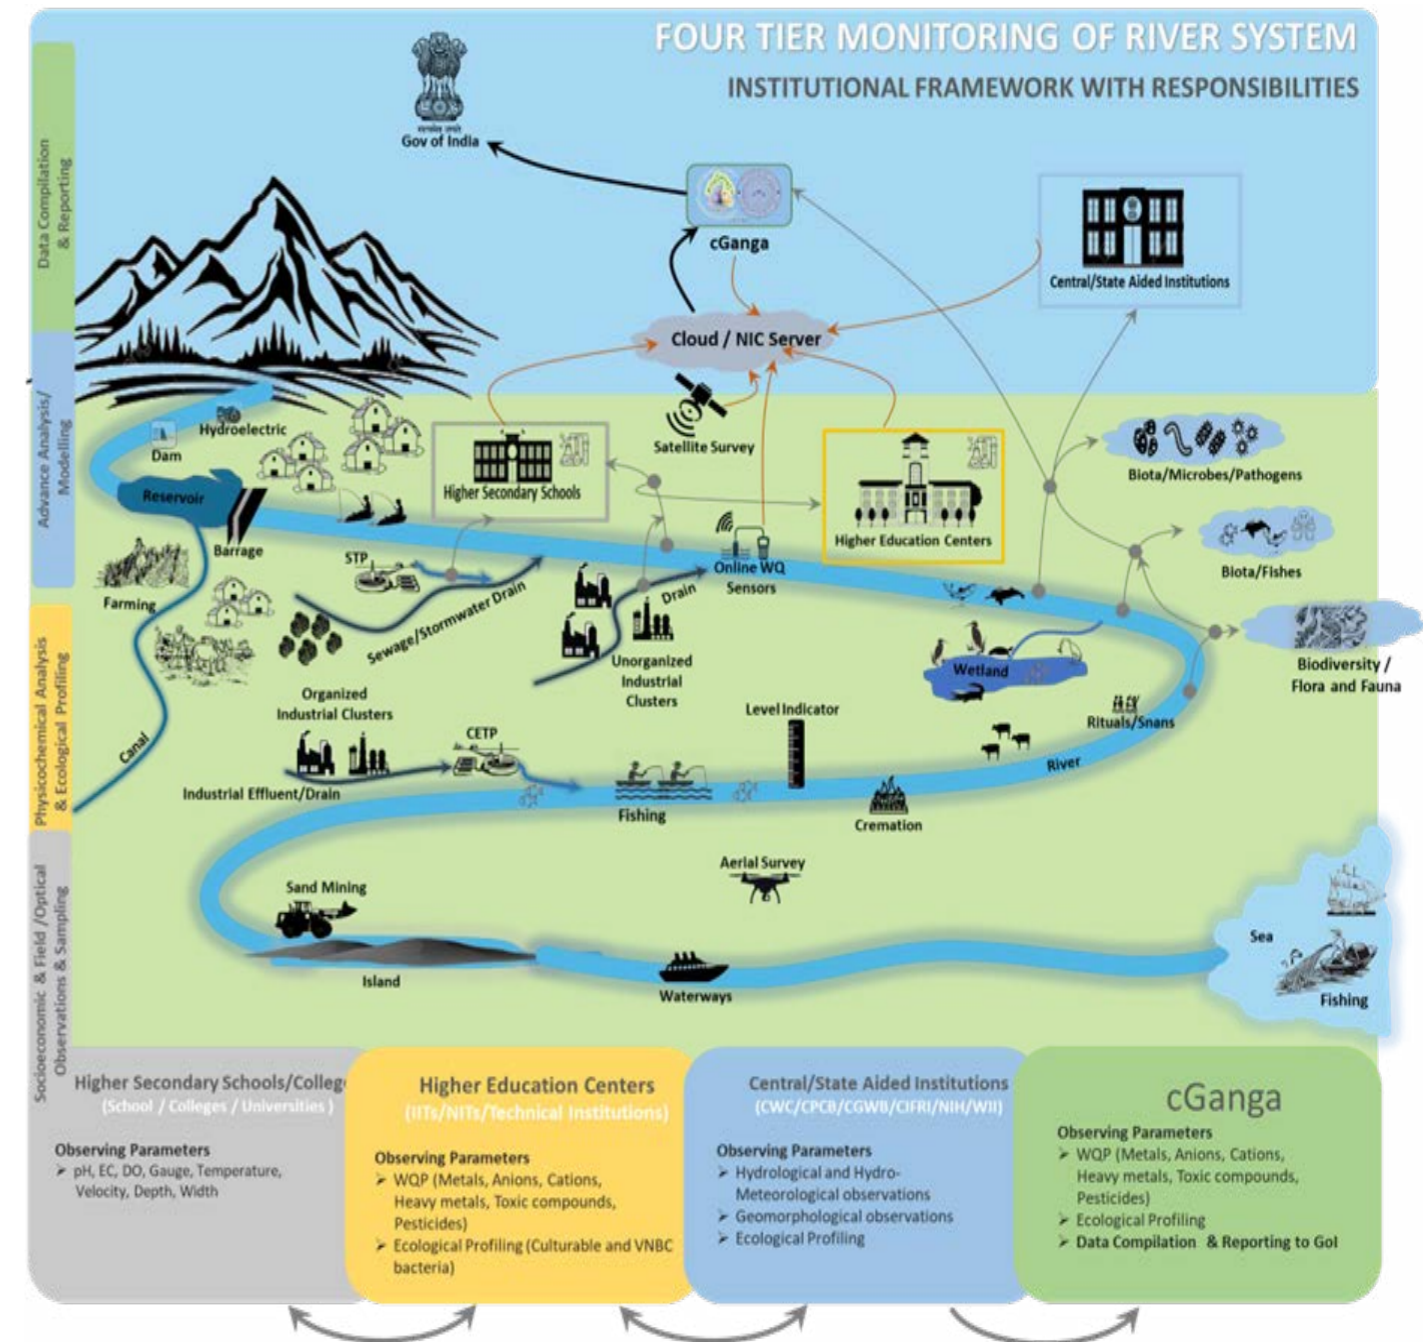 FOUR TIER MONITORING OF RIVER SYSTEM
INSTITUTIONAL FRAMEWORK WITH RESPONSIBILITIES
Data Compilation
& Reporting
Advance Analysis/
Modelling
Physicochemical Analysis
& Ecological Profiling
Socioeconomic & Field /Optical
Observations & Sampling
Gov of India
cGanga
Central/State Aided Institutions
Cloud / NIC Server
Hydroelectric
Dam
Satellite Survey
Biota/Microbes/Pathogens
Reservoir
Higher Secondary Schools
Higher Education Centers
Barrage
STP
Online WQ
Sensors
Biota/Fishes
Farming
Sewage/Stormwater Drain
Drain
Unorganized
Industrial
Clusters
Wetland
Biodiversity /
Flora and Fauna
Organized
Industrial Clusters
Level Indicator
Rituals/Snans
Canal
CETP
River
Industrial Effluent/Drain
Fishing
Cremation
Aerial Survey
Sand Mining
Island
Waterways
Sea
Fishing
Higher Secondary Schools/Colleg
(School / Colleges / Universities )
Observing Parameters
➢ pH, EC, DO, Gauge, Temperature,
Velocity, Depth, Width
Higher Education Centers
(IITs/NITs/Technical Institutions)
Observing Parameters
➢ WQP (Metals, Anions, Cations,
Heavy metals, Toxic compounds,
Pesticides)
➢ Ecological Profiling (Culturable and VNBC
bacteria)
Central/State Aided Institutions
(CWC/CPCB/CGWB/CIFRI/NIH/WII)
Observing Parameters
➢ Hydrological and Hydro-
Meteorological observations
➢ Geomorphological observations
➢ Ecological Profiling
cGanga
Observing Parameters
➢ WQP (Metals, Anions, Cations,
Heavy metals, Toxic compounds,
Pesticides)
➢ Ecological Profiling
➢ Data Compilation & Reporting to GoI